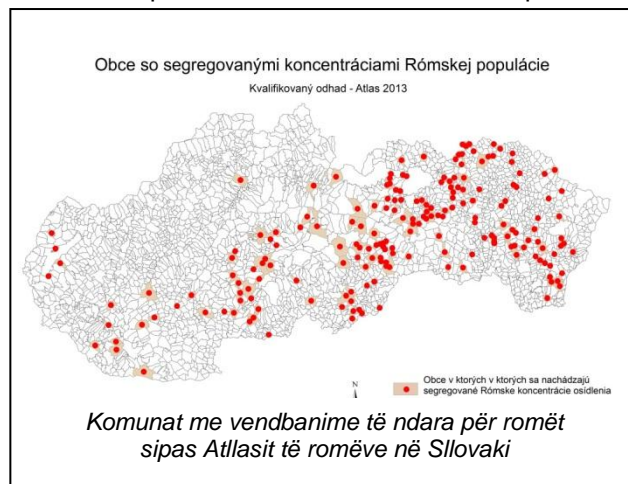 Obce so segregovanými koncentráciami Rómskej populácie
Kvalifikovaný odhad - Atlas 2013
N
Obce v ktorých v ktorých sa nachádzajú
segregované Rómske koncentrácie osídlenia
Komunat me vendbanime të ndara për romët
sipas Atllasit të romëve në Sllovaki